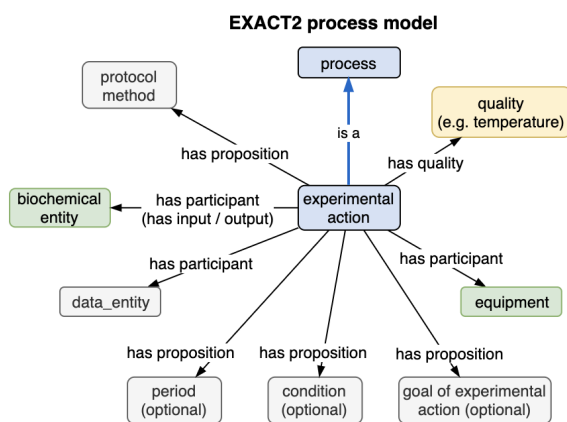 EXACT2 process model
process
protocol
method
quality
(e.g. temperature)
is a
has proposition
has quality
biochemical
entity
has participant
(has input / output)
experimental
action
has participant
has participant
data_entity
equipment
has proposition
has proposition
has proposition
period
(optional)
condition
(optional)
goal of experimental
action (optional)